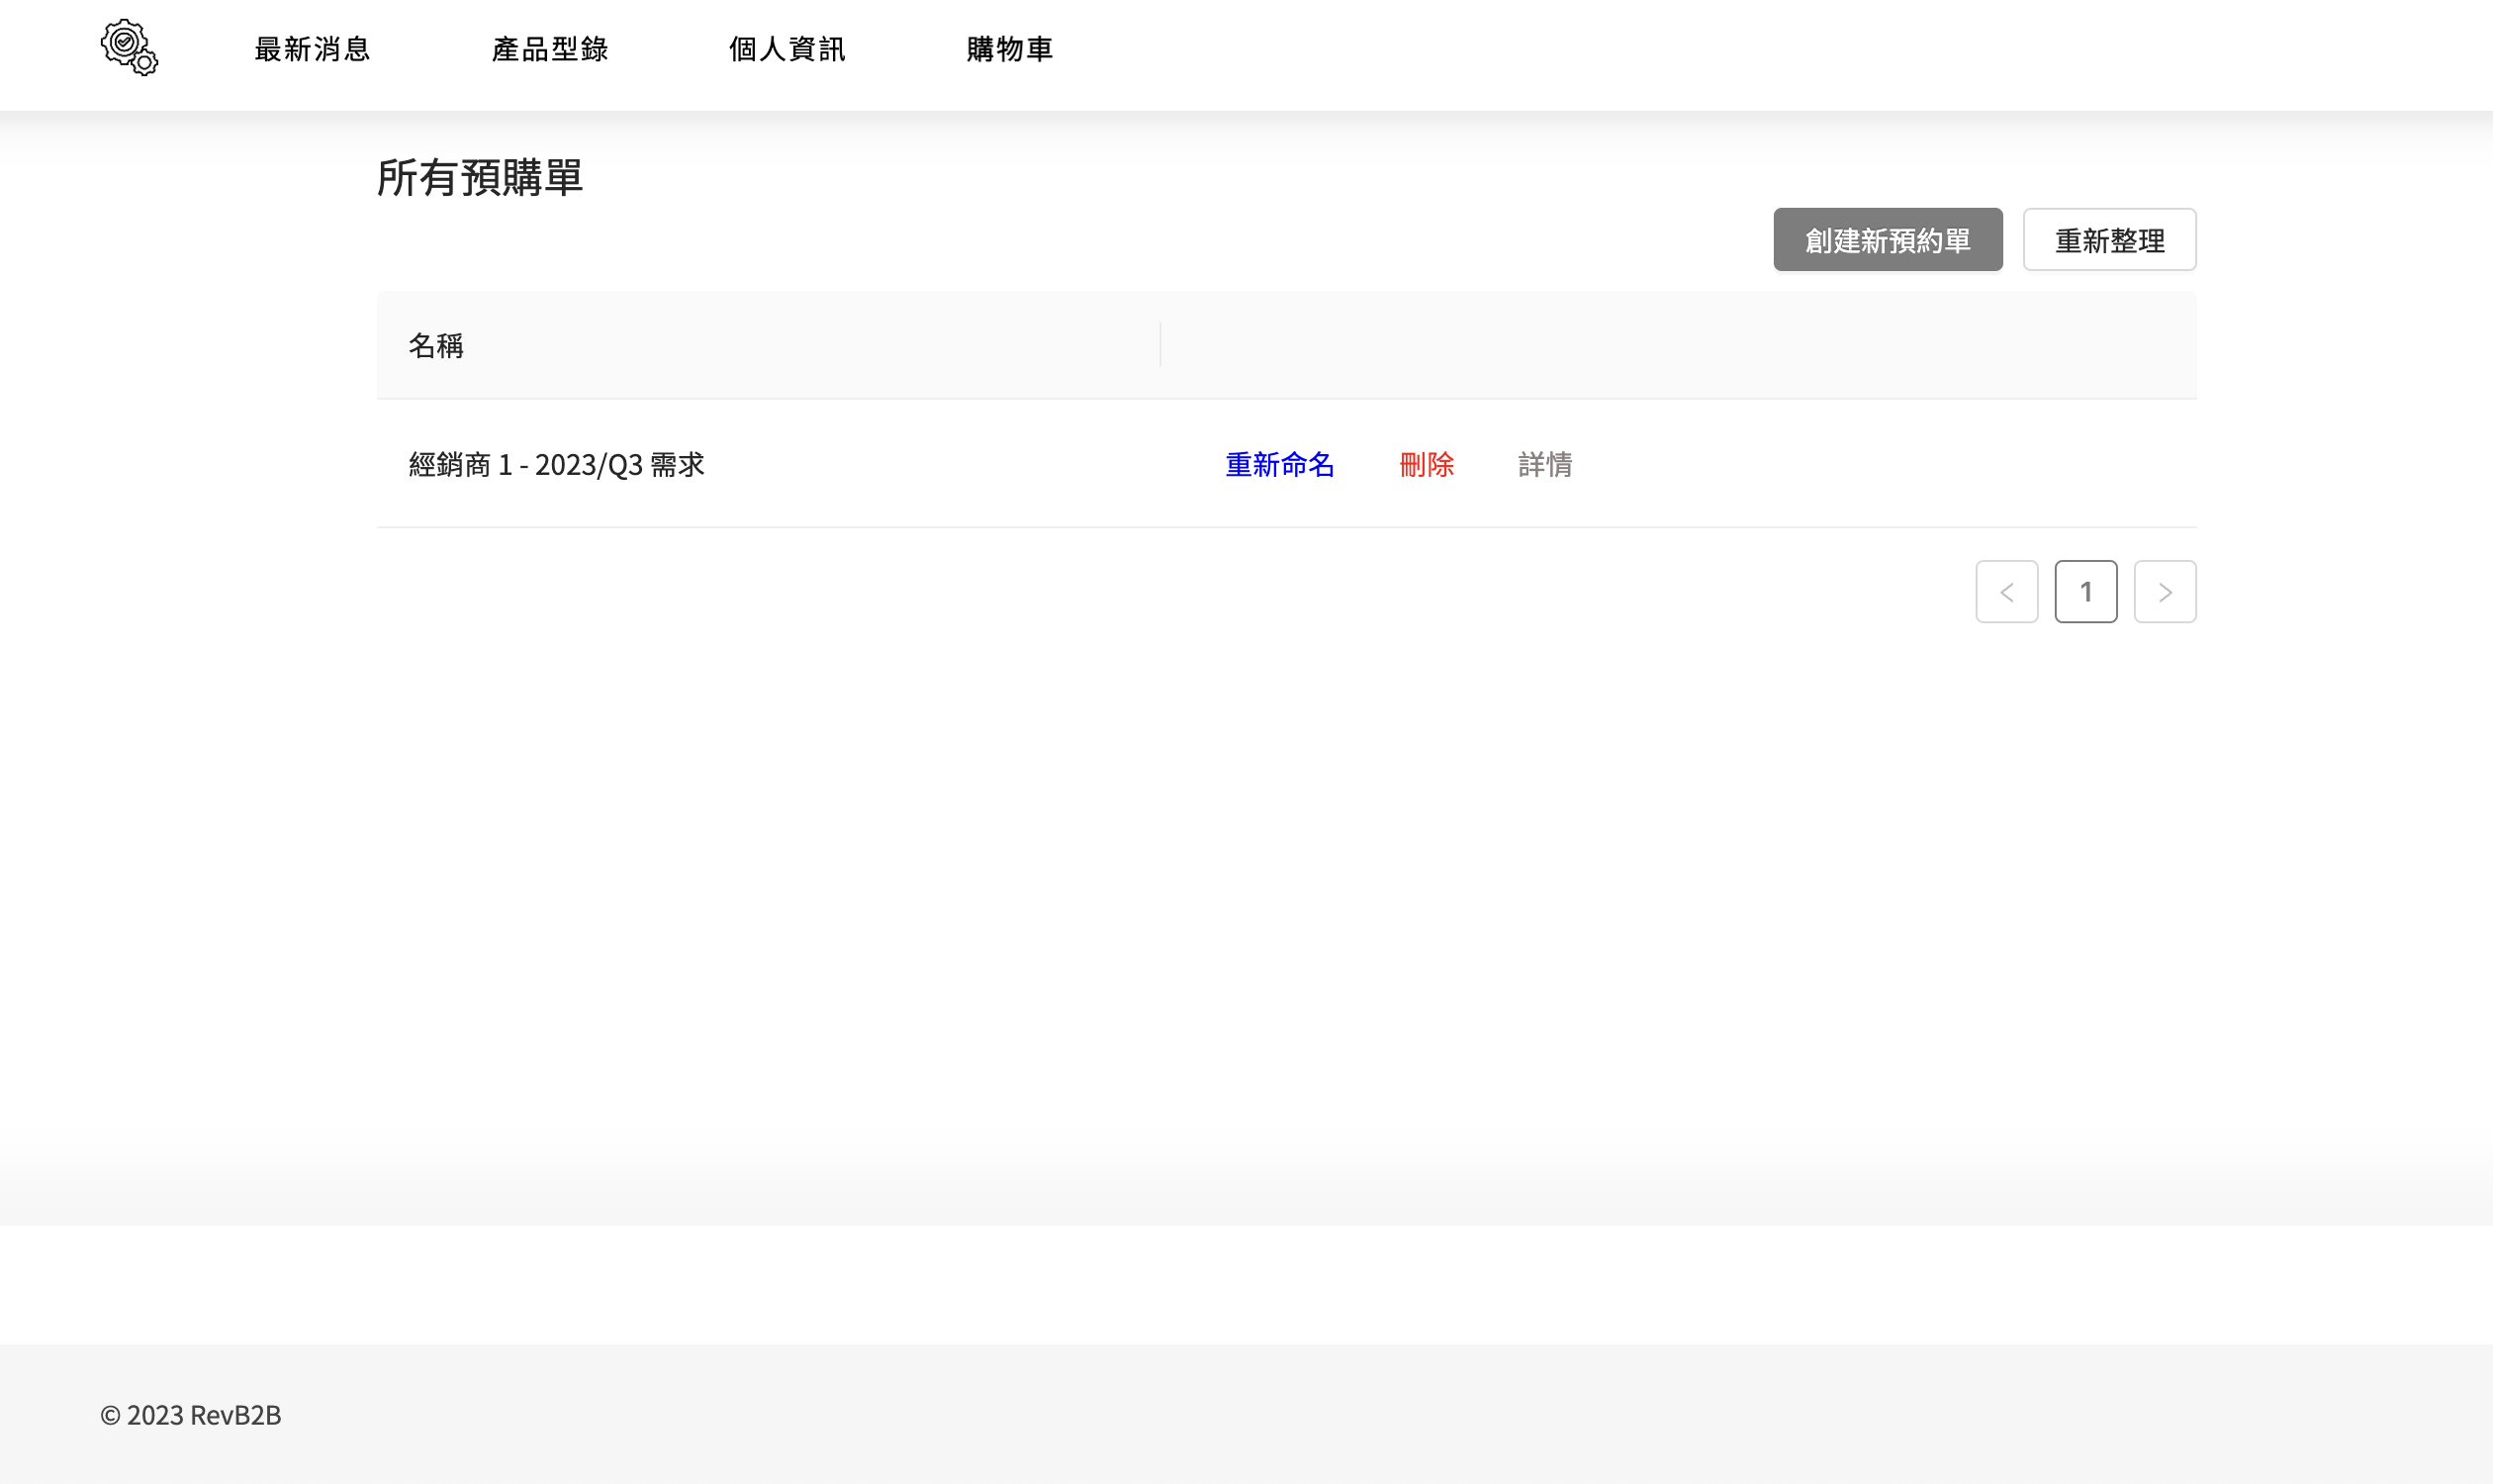 最新消息 產品型錄 個人資訊 購物車
所有預購單
創建新預約單 重新整理
名稱
經銷商 1 - 2023/Q3 需求 重新命名 刪除 詳情
< 1 >
© 2023 RevB2B